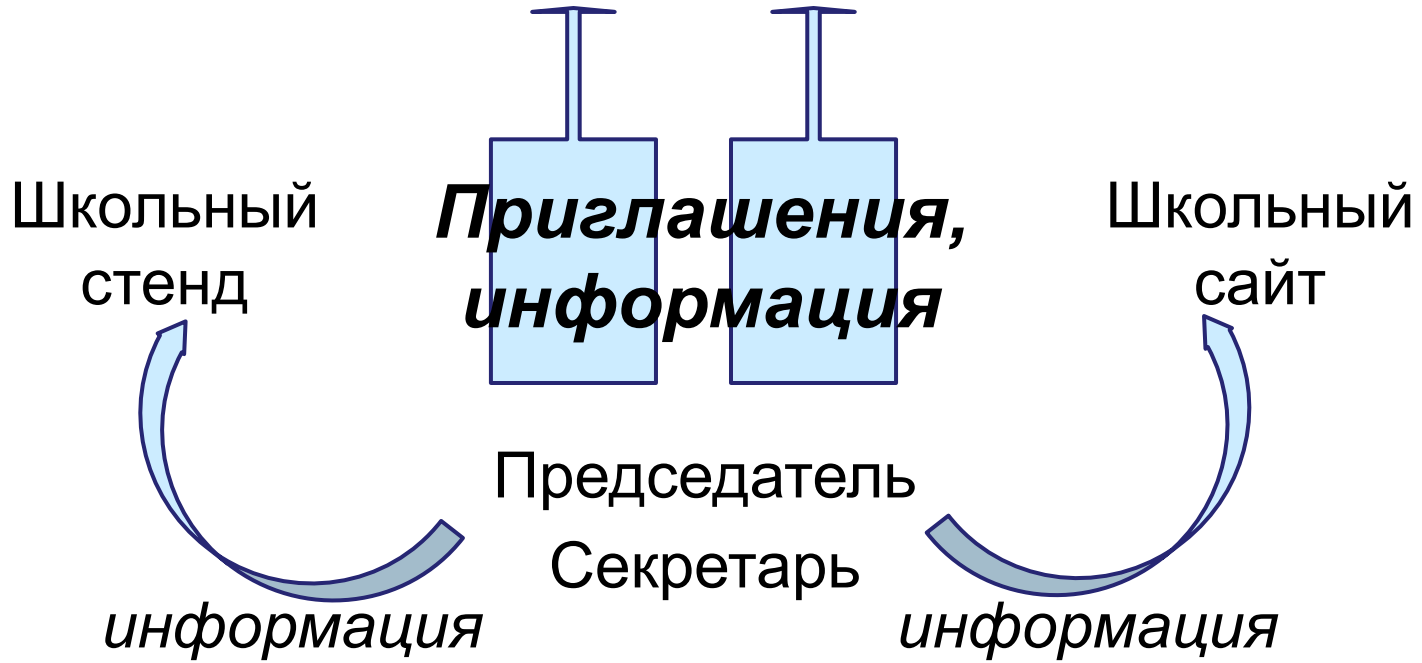 Школьный
стенд
Приглашения,
информация
Школьный
сайт
Председатель
Секретарь
информация
информация